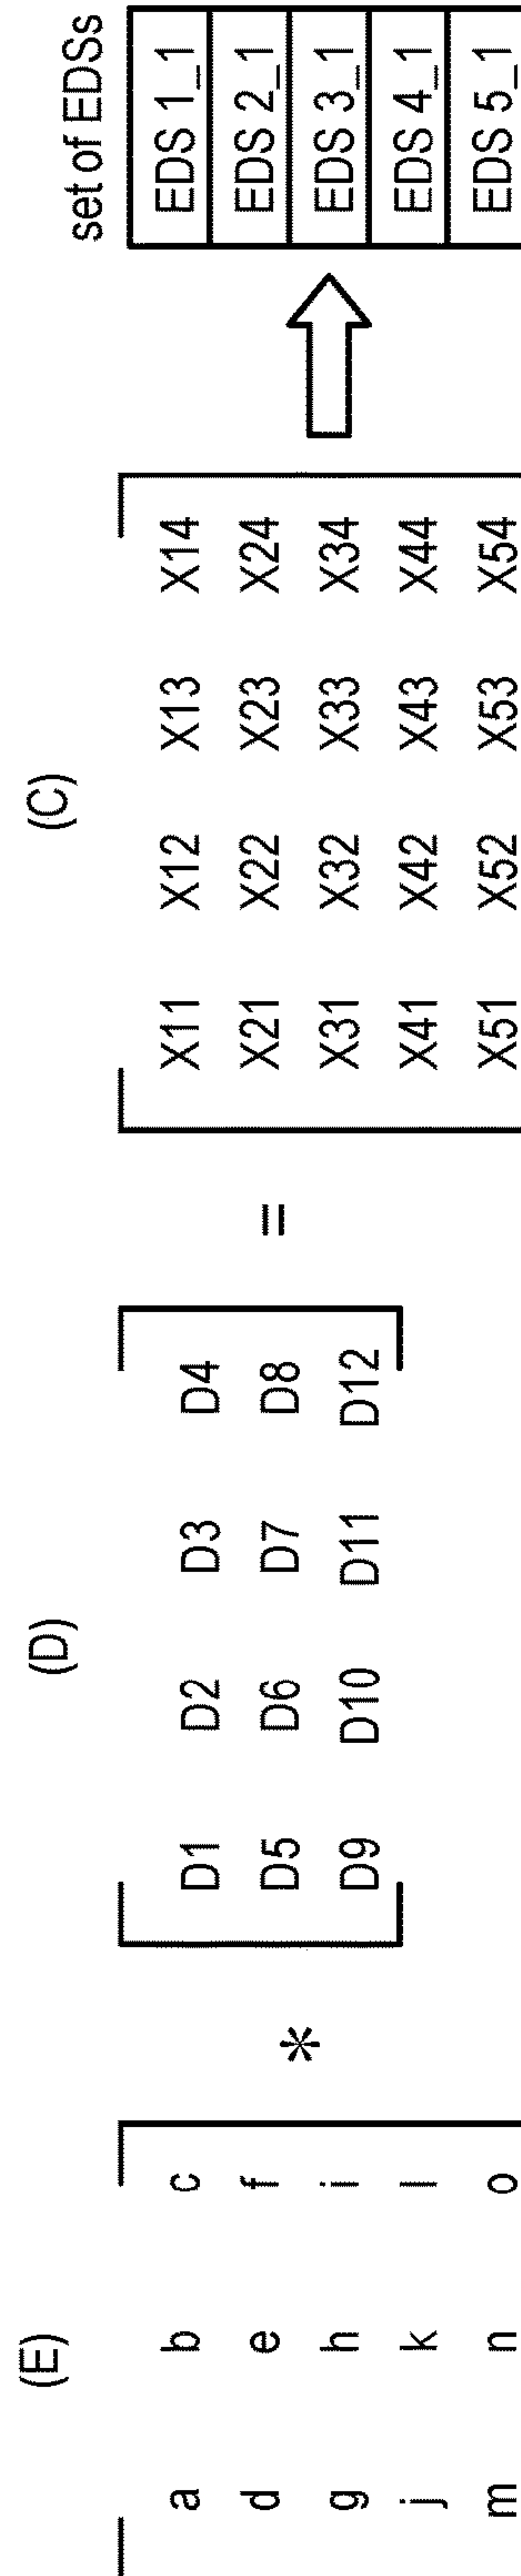 (E) (D) (C) set of EDSs
a b c D1 D2 D3 D4 X11 X12 X13 X14 EDS 1_1
d e f D5 D6 D7 D8 X21 X22 X23 X24 EDS 2_1
g h i * D9 D10 D11 D12 = X31 X32 X33 X34 EDS 3_1
j k l X41 X42 X43 X44 EDS 4_1
m n o X51 X52 X53 X54 EDS 5_1